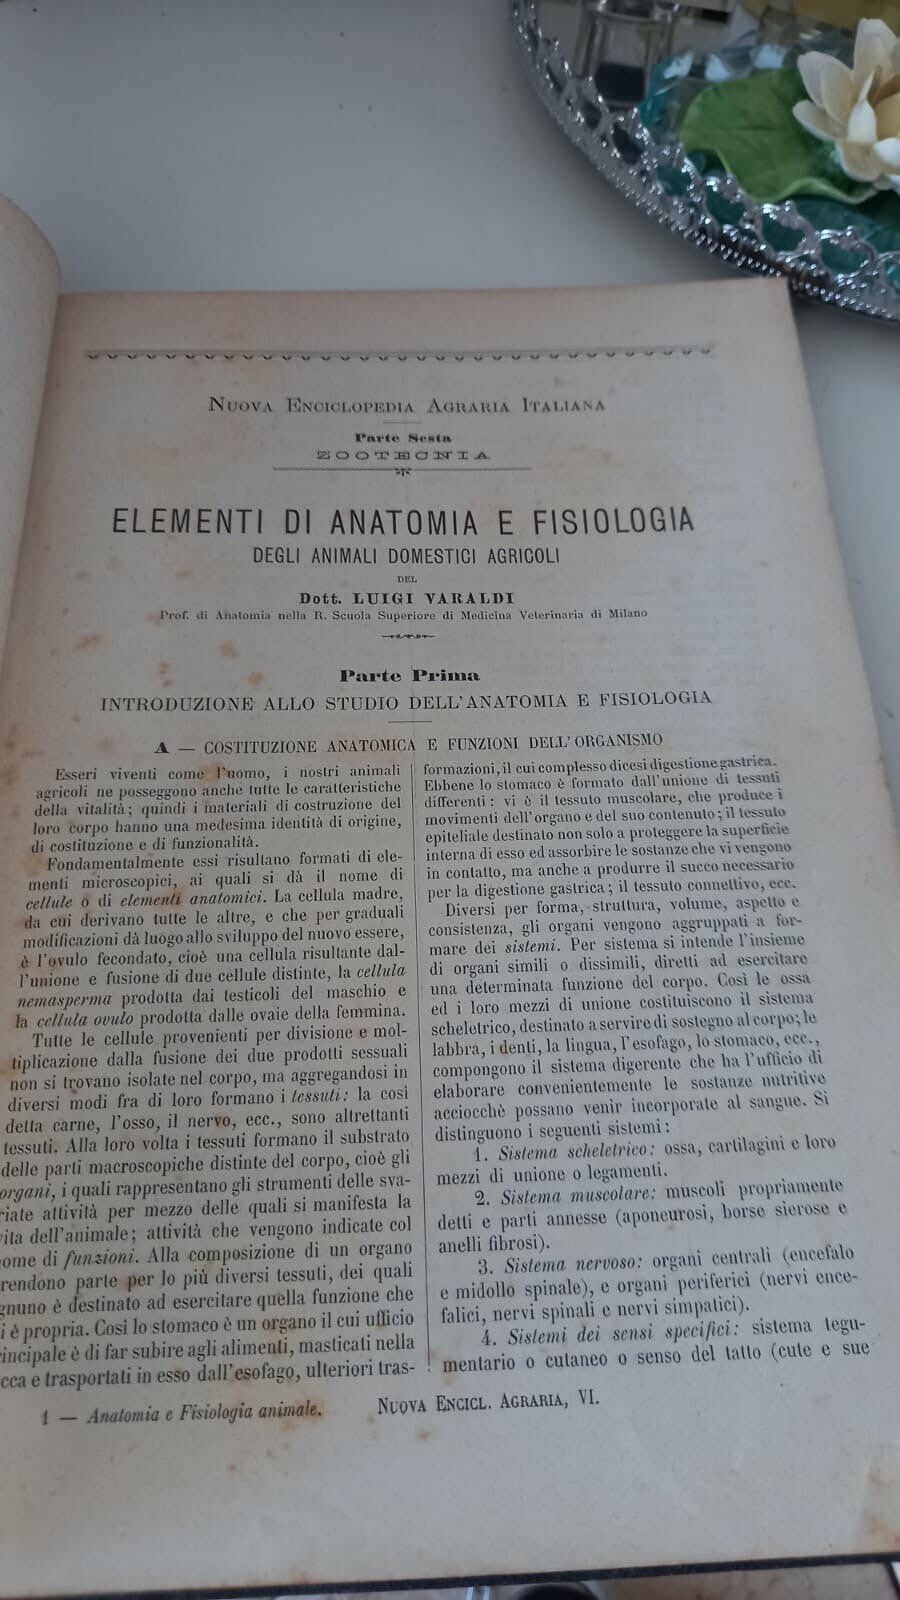 NUOVA ENCICLOPEDIA AGRARIA ITALIANA
Parte Sesta
ZOOTECNIA
ELEMENTI DI ANATOMIA E FISIOLOGIA
DEGLI ANIMALI DOMESTICI AGRICOLI
DEL
Dott. LUIGI VARALDI
Prof. di Anatomia nella R. Scuola Superiore di Medicina Veterinaria di Milano
Parte Prima
INTRODUZIONE ALLO STUDIO DELL'ANATOMIA E FISIOLOGIA
A — COSTITUZIONE ANATOMICA E FUNZIONI DELL'ORGANISMO
Esseri viventi come l'uomo, i nostri animali
agricoli ne posseggono anche tutte le caratteristiche
della vitalità; quindi i materiali di costruzione del
loro corpo hanno una medesima identità di origine,
di costituzione e di funzionalità.
Fondamentalmente essi risultano formati di ele-
menti microscopici, ai quali si dà il nome di
cellule o di elementi anatomici. La cellula madre,
da cui derivano tutte le altre, e che per graduali
modificazioni dà luogo allo sviluppo del nuovo essere,
è l'ovulo fecondato, cioè una cellula risultante dal-
l'unione e fusione di due cellule distinte, la cellula
nemasperma prodotta dai testicoli del maschio e
la cellula ovulo prodotta dalle ovaie della femmina.
Tutte le cellule provenienti per divisione e mol-
tiplicazione dalla fusione dei due prodotti sessuali
non si trovano isolate nel corpo, ma aggregandosi in
diversi modi fra di loro formano i tessuti: la così
detta carne, l'osso, il nervo, ecc., sono altrettanti
tessuti. Alla loro volta i tessuti formano il substrato
delle parti macroscopiche distinte del corpo, cioè gli
organi, i quali rappresentano gli strumenti delle sva-
riate attività per mezzo delle quali si manifesta la
vita dell'animale; attività che vengono indicate col
ome di funzioni. Alla composizione di un organo
rendono parte per lo più diversi tessuti, dei quali
gnuno è destinato ad esercitare quella funzione che
i è propria. Così lo stomaco è un organo il cui ufficio
rincipale è di far subire agli alimenti, masticati nella
cca e trasportati in esso dall'esofago, ulteriori tras-
formazioni, il cui complesso dicesi digestione gastrica.
Ebbene lo stomaco è formato dall'unione di tessuti
differenti: vi è il tessuto muscolare, che produce i
movimenti dell'organo e del suo contenuto; il tessuto
epiteliale destinato non solo a proteggere la superficie
interna di esso ed assorbire le sostanze che vi vengono
in contatto, ma anche a produrre il succo necessario
per la digestione gastrica; il tessuto connettivo, ecc.
Diversi per forma, struttura, volume, aspetto e
consistenza, gli organi vengono aggruppati a for-
mare dei sistemi. Per sistema si intende l'insieme
di organi simili o dissimili, diretti ad esercitare
una determinata funzione del corpo. Così le ossa
ed i loro mezzi di unione costituiscono il sistema
scheletrico, destinato a servire di sostegno al corpo; le
labbra, i denti, la lingua, l'esofago, lo stomaco, ecc.,
compongono il sistema digerente che ha l'ufficio di
elaborare convenientemente le sostanze nutritive
acciocchè possano venir incorporate al sangue. Si
distinguono i seguenti sistemi:
1. Sistema scheletrico: ossa, cartilagini e loro
mezzi di unione o legamenti.
2. Sistema muscolare: muscoli propriamente
detti e parti annesse (aponeurosi, borse sierose e
anelli fibrosi).
3. Sistema nervoso: organi centrali (encefalo
e midollo spinale), e organi periferici (nervi ence-
falici, nervi spinali e nervi simpatici).
4. Sistemi dei sensi specifici: sistema tegu-
mentario o cutaneo o senso del tatto (cute e sue
1 — Anatomia e Fisiologia animale.
NUOVA ENCICL. AGRARIA, VI.